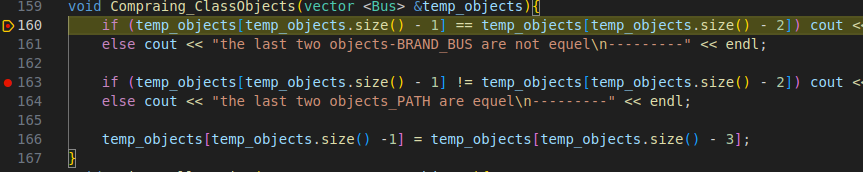 159 void Compraing_ClassObjects(vector <Bus> &temp_objects){
160 if (temp_objects[temp_objects.size() - 1] == temp_objects[temp_objects.size() - 2]) cout <
161 else cout << "the last two objects-BRAND_BUS are not equel\n---------" << endl;
162
163 if (temp_objects[temp_objects.size() - 1] != temp_objects[temp_objects.size() - 2]) cout <
164 else cout << "the last two objects_PATH are equel\n---------" << endl;
165
166 temp_objects[temp_objects.size() -1] = temp_objects[temp_objects.size() - 3];
167 }